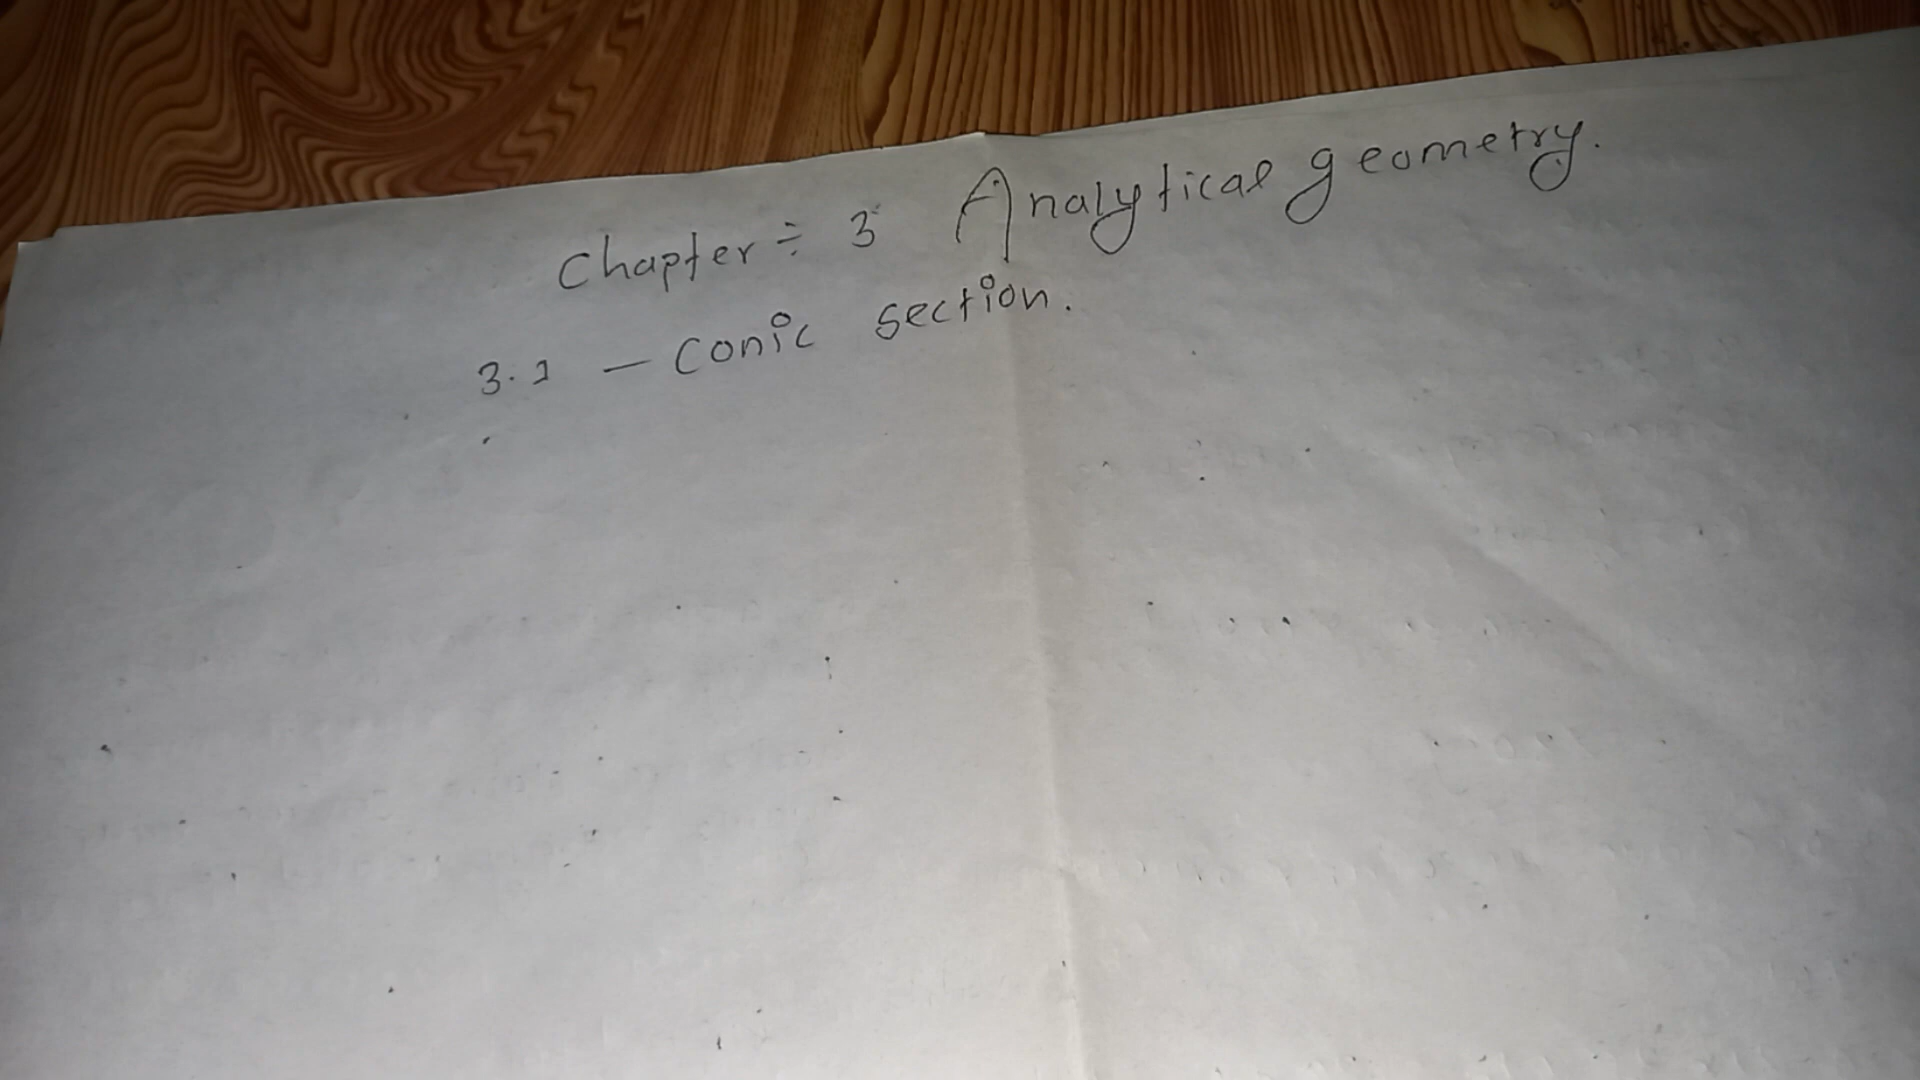 Chapter ÷ 3 Analytical geometry.
3.1 — Conic section.